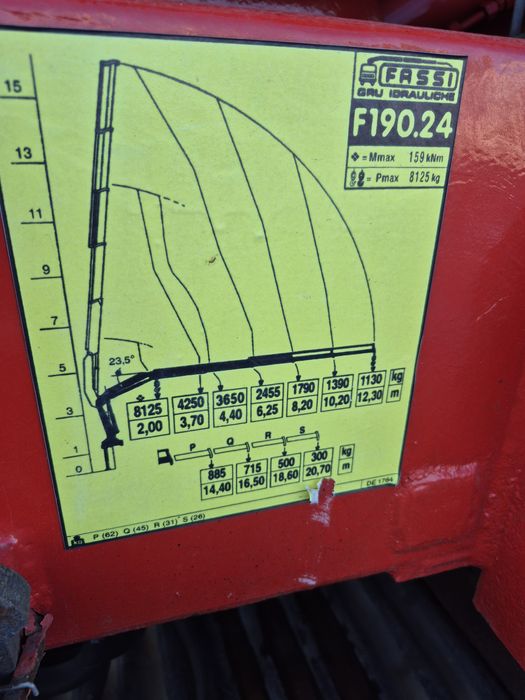 FASSI
GRU IDRAULICHE
F190.24
= Mmax 159 kNm
= Pmax 8125 kg
15
13
11
9
7
5
3
1
0
23,5°
8125 4250 3650 2455 1790 1390 1130 kg
2,00 3,70 4,40 6,25 8,20 10,20 12,30 m
P Q R S
885 715 500 300 kg
14,40 16,50 18,60 20,70 m
kg P (62) Q (45) R (31) S (26)
DE 1764